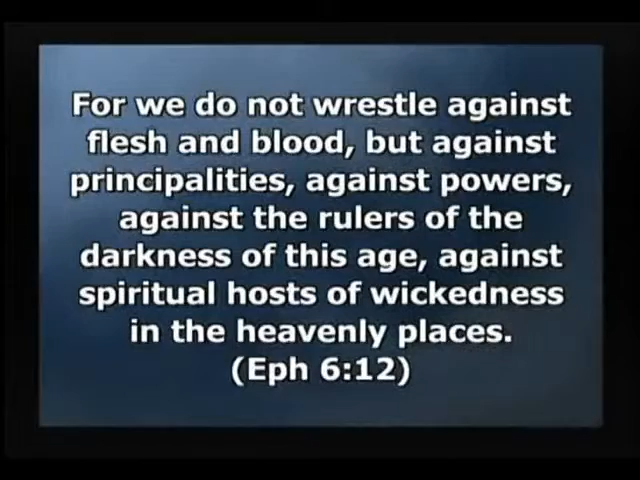 For we do not wrestle against
flesh and blood, but against
principalities, against powers,
against the rulers of the
darkness of this age, against
spiritual hosts of wickedness
in the heavenly places.
(Eph 6:12)